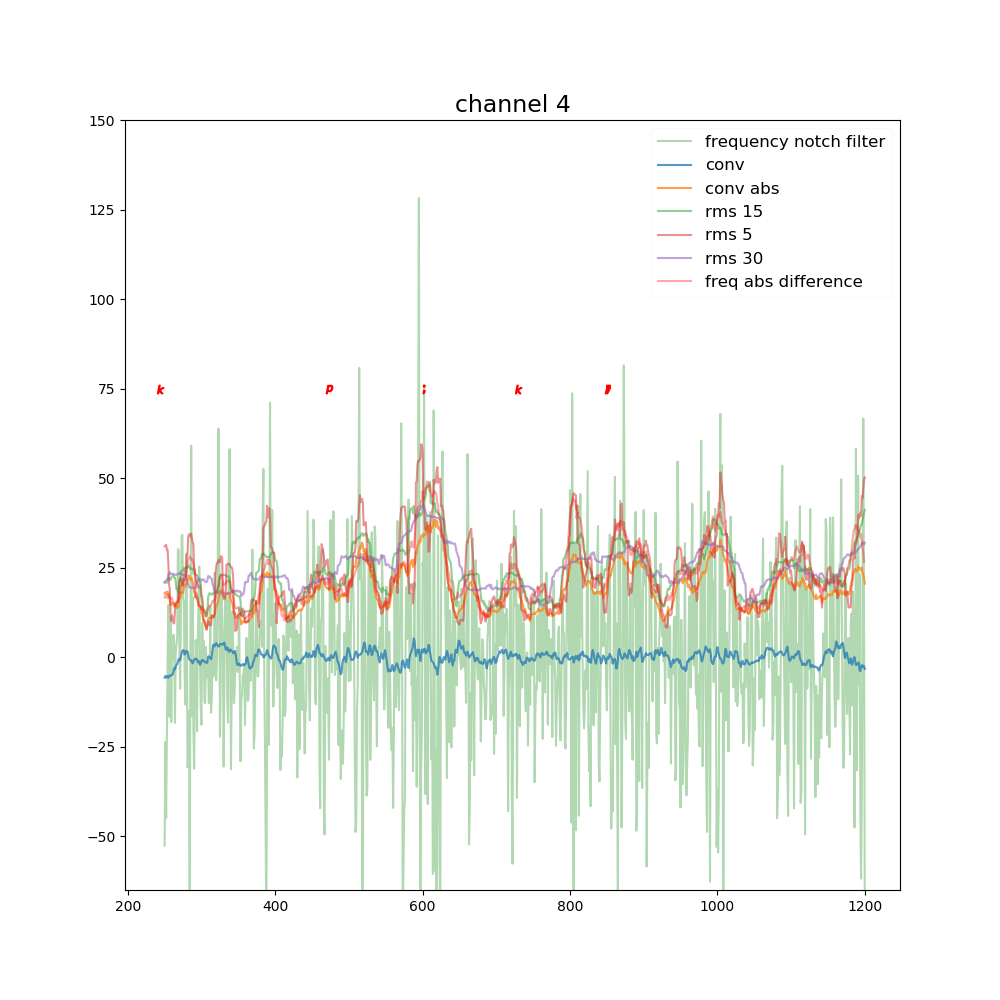 channel 4
150
125
100
75
50
25
0
−25
−50
frequency notch filter
conv
conv abs
rms 15
rms 5
rms 30
freq abs difference
k p ; k
200 400 600 800 1000 1200